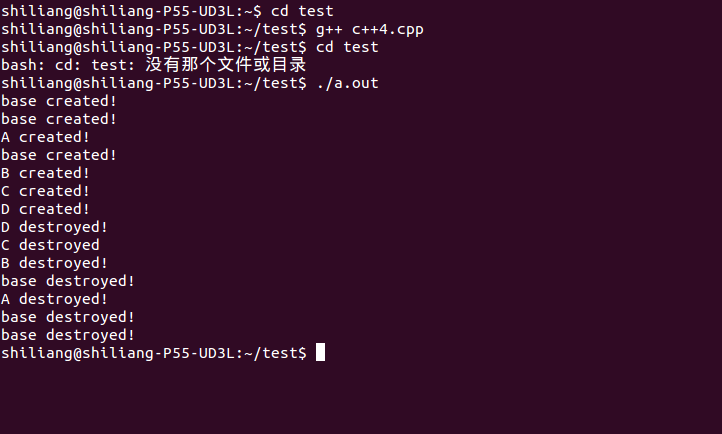 shiliang@shiliang-P55-UD3L:~$ cd test
shiliang@shiliang-P55-UD3L:~/test$ g++ c++4.cpp
shiliang@shiliang-P55-UD3L:~/test$ cd test
bash: cd: test: 没有那个文件或目录
shiliang@shiliang-P55-UD3L:~/test$ ./a.out
base created!
base created!
A created!
base created!
B created!
C created!
D created!
D destroyed!
C destroyed
B destroyed!
base destroyed!
A destroyed!
base destroyed!
base destroyed!
shiliang@shiliang-P55-UD3L:~/test$